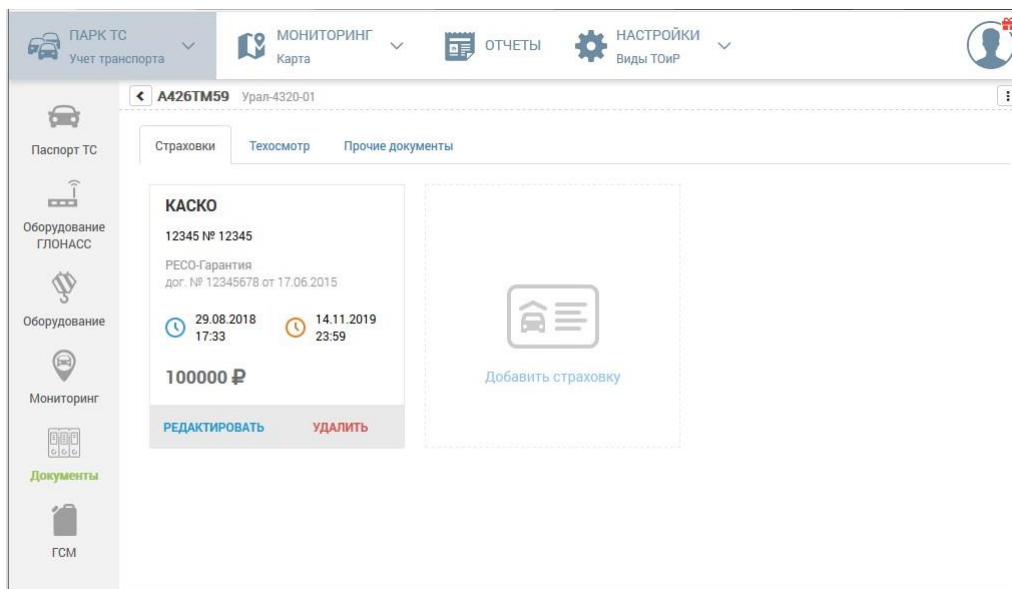 ПАРК ТС
Учет транспорта
МОНИТОРИНГ
Карта
ОТЧЕТЫ
НАСТРОЙКИ
Виды ТОиР
А426ТМ59 Урал-4320-01
Паспорт ТС
Оборудование
ГЛОНАСС
Оборудование
Мониторинг
Документы
ГСМ
Страховки Техосмотр Прочие документы
КАСКО
12345 № 12345
РЕСО-Гарантия
дог. № 12345678 от 17.06.2015
29.08.2018
17:33
14.11.2019
23:59
100000 ₽
РЕДАКТИРОВАТЬ УДАЛИТЬ
Добавить страховку